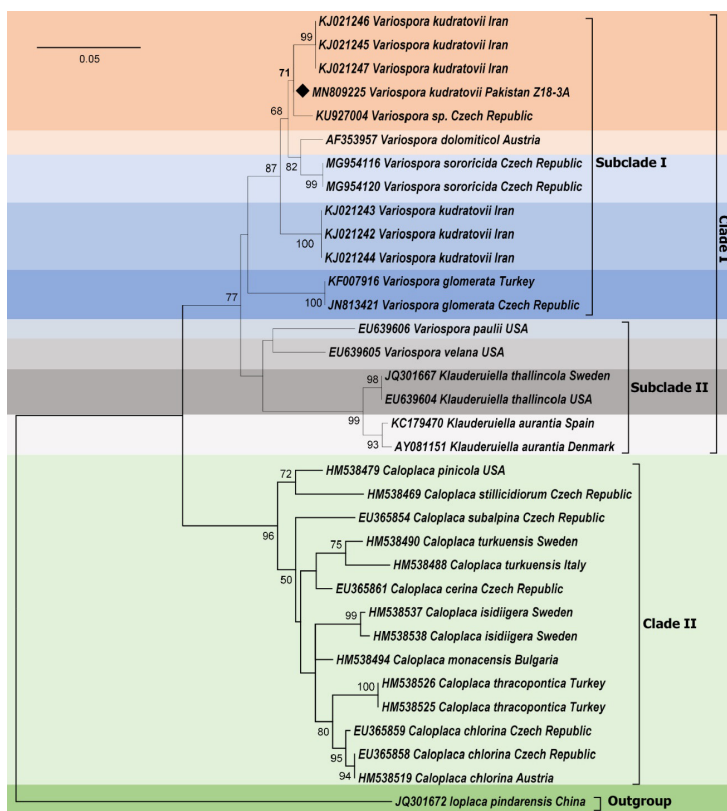 KJ021246 Variospora kudratovii Iran
99
0.05
KJ021245 Variospora kudratovii Iran
KJ021247 Variospora kudratovii Iran
71
MN809225 Variospora kudratovii Pakistan Z18-3A
68
KU927004 Variospora sp. Czech Republic
AF353957 Variospora dolomiticol Austria
87
82
MG954116 Variospora sororicida Czech Republic
Subclade I
99
MG954120 Variospora sororicida Czech Republic
KJ021243 Variospora kudratovii Iran
KJ021242 Variospora kudratovii Iran
100
KJ021244 Variospora kudratovii Iran
Clade I
KF007916 Variospora glomerata Turkey
77
100
JN813421 Variospora glomerata Czech Republic
EU639606 Variospora paulii USA
EU639605 Variospora velana USA
98
JQ301667 Klauderuiella thallincola Sweden
Subclade II
EU639604 Klauderuiella thallincola USA
99
KC179470 Klauderuiella aurantia Spain
93
AY081151 Klauderuiella aurantia Denmark
72
HM538479 Caloplaca pinicola USA
HM538469 Caloplaca stillicidiorum Czech Republic
96
EU365854 Caloplaca subalpina Czech Republic
75
HM538490 Caloplaca turkuensis Sweden
HM538488 Caloplaca turkuensis Italy
50
EU365861 Caloplaca cerina Czech Republic
99
HM538537 Caloplaca isidiigera Sweden
Clade II
HM538538 Caloplaca isidiigera Sweden
HM538494 Caloplaca monacensis Bulgaria
100
HM538526 Caloplaca thracopontica Turkey
HM538525 Caloplaca thracopontica Turkey
80
EU365859 Caloplaca chlorina Czech Republic
95
EU365858 Caloplaca chlorina Czech Republic
94
HM538519 Caloplaca chlorina Austria
JQ301672 Ioplaca pindarensis China
Outgroup